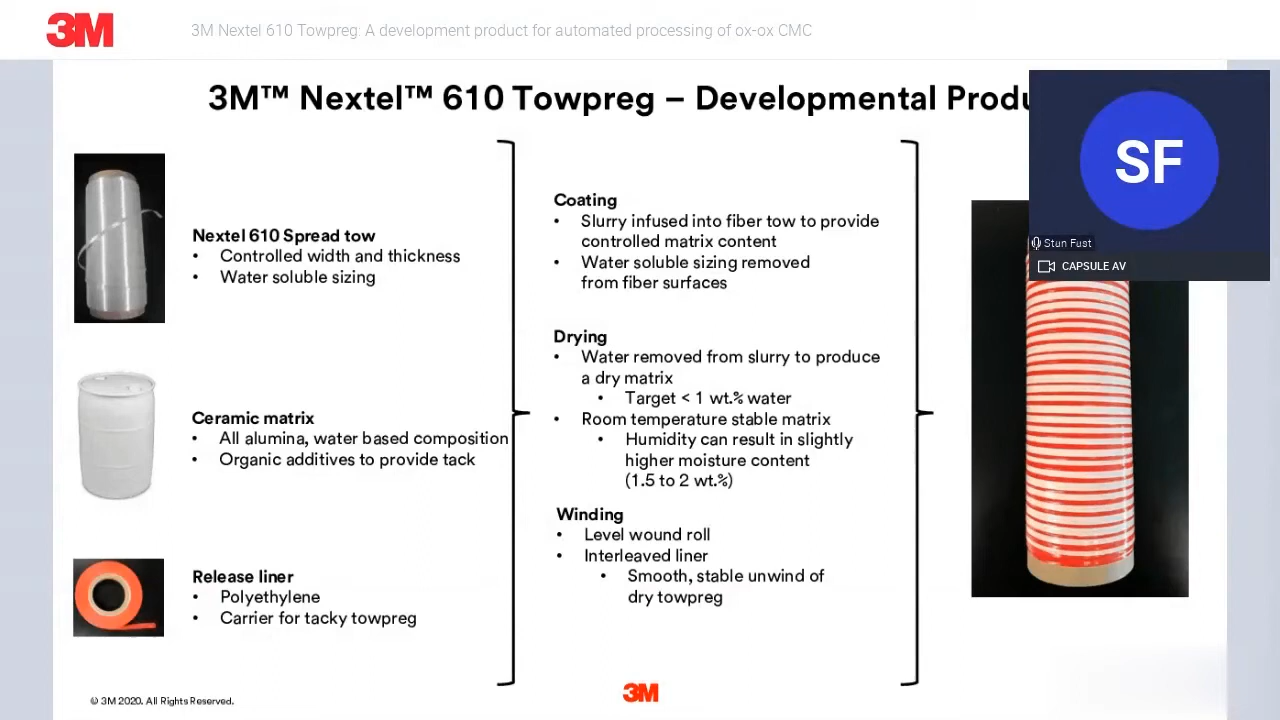 3M
3M Nextel 610 Towpreg: A development product for automated processing of ox-ox CMC
3M™ Nextel™ 610 Towpreg – Developmental Produ
SF
Stun Fust
CAPSULE AV
Nextel 610 Spread tow
• Controlled width and thickness
• Water soluble sizing
Ceramic matrix
• All alumina, water based composition
• Organic additives to provide tack
Release liner
• Polyethylene
• Carrier for tacky towpreg
Coating
• Slurry infused into fiber tow to provide
controlled matrix content
• Water soluble sizing removed
from fiber surfaces
Drying
• Water removed from slurry to produce
a dry matrix
• Target < 1 wt.% water
• Room temperature stable matrix
• Humidity can result in slightly
higher moisture content
(1.5 to 2 wt.%)
Winding
• Level wound roll
• Interleaved liner
• Smooth, stable unwind of
dry towpreg
© 3M 2020. All Rights Reserved.
3M